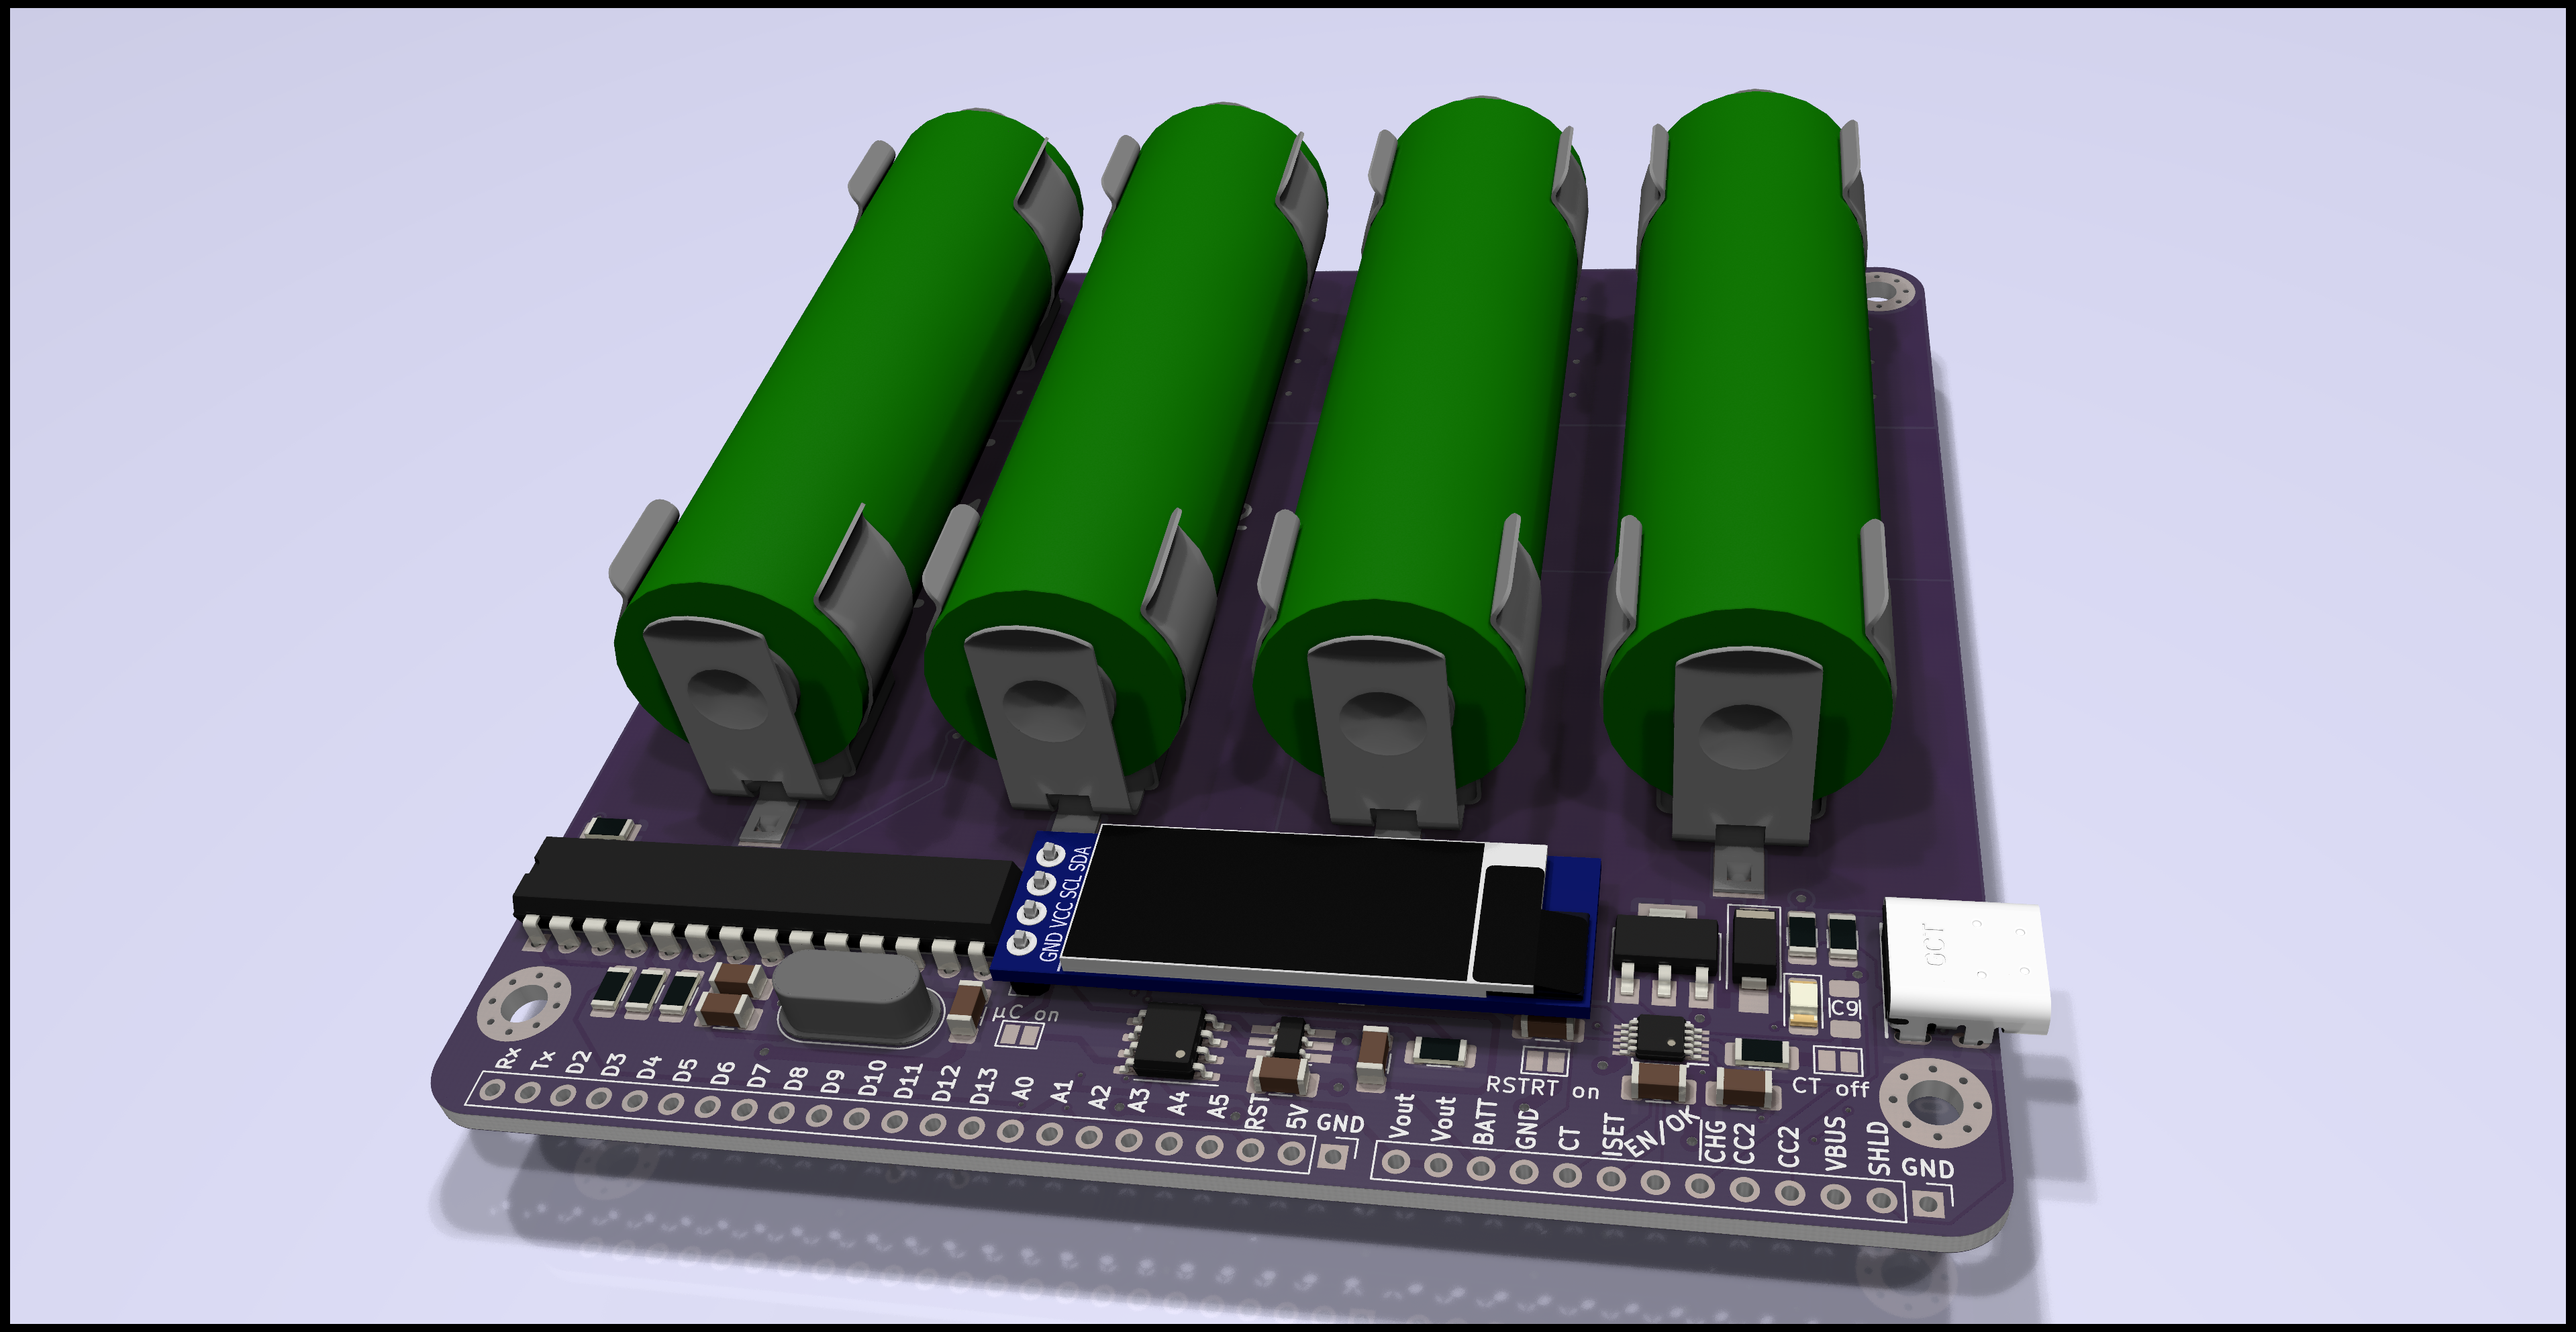 GND VCC SCL SDA
GCT
C9
µC on
RSTRT on
CT off
Rx
Tx
D2
D3
D4
D5
D6
D7
D8
D9
D10
D11
D12
D13
A0
A1
A2
A3
A4
A5
RST
5V
GND
Vout
Vout
BATT
GND
CT
ISET
EN/OK
CHG
CC2
CC2
VBUS
SHLD
GND